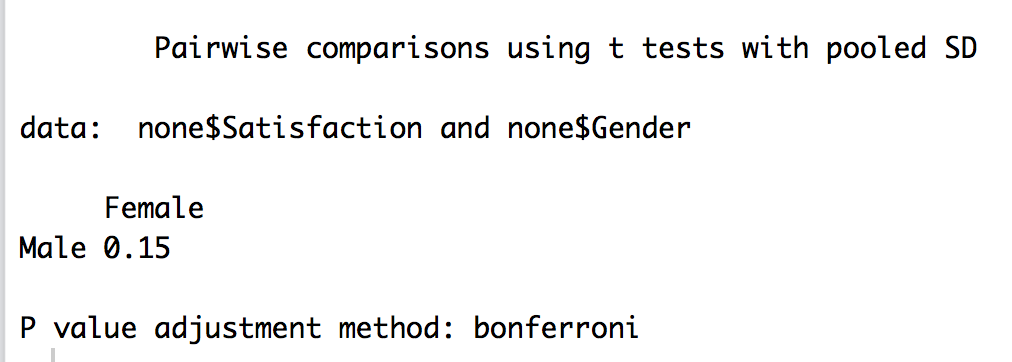 Pairwise comparisons using t tests with pooled SD
data:  none$Satisfaction and none$Gender
Female
Male 0.15
P value adjustment method: bonferroni